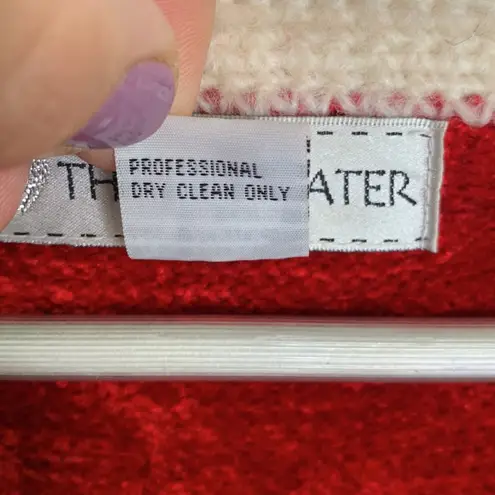 PROFESSIONAL
DRY CLEAN ONLY
TH ATER